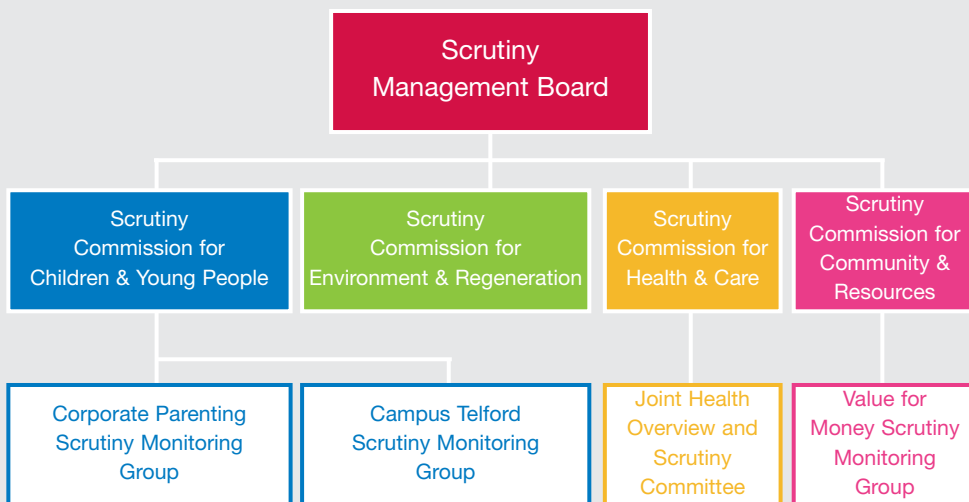 Scrutiny
Management Board
Scrutiny
Commission for
Children & Young People
Scrutiny
Commission for
Environment & Regeneration
Scrutiny
Commission for
Health & Care
Scrutiny
Commission for
Community &
Resources
Corporate Parenting
Scrutiny Monitoring
Group
Campus Telford
Scrutiny Monitoring
Group
Joint Health
Overview and
Scrutiny
Committee
Value for
Money Scrutiny
Monitoring
Group